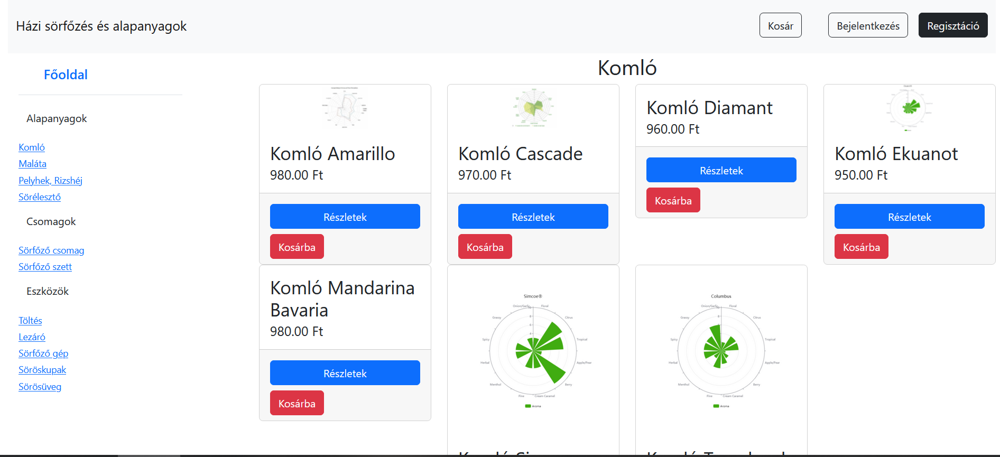 Házi sörfőzés és alapanyagok
Kosár
Bejelentkezés
Regisztáció
Főoldal
Alapanyagok
Komló
Maláta
Pelyhek, Rizshéj
Sörélesztő
Csomagok
Sörfőző csomag
Sörfőző szett
Eszközök
Töltés
Lezáró
Sörfőző gép
Söröskupak
Sörösüveg
Komló
Komló Amarillo
980.00 Ft
Részletek
Kosárba
Komló Cascade
970.00 Ft
Részletek
Kosárba
Komló Diamant
960.00 Ft
Részletek
Kosárba
Komló Ekuanot
950.00 Ft
Részletek
Kosárba
Komló Mandarina
Bavaria
980.00 Ft
Részletek
Kosárba
Simcoe®
Onion/Garlic
Floral
Grassy
Citrus
Spicy
Tropical
Herbal
Apple/Pear
Menthol
Berry
Pine
Cream Caramel
Aroma
Columbus
Onion/Garlic
Floral
Grassy
Citrus
Spicy
Tropical
Herbal
Apple/Pear
Menthol
Berry
Pine
Cream Caramel
Aroma